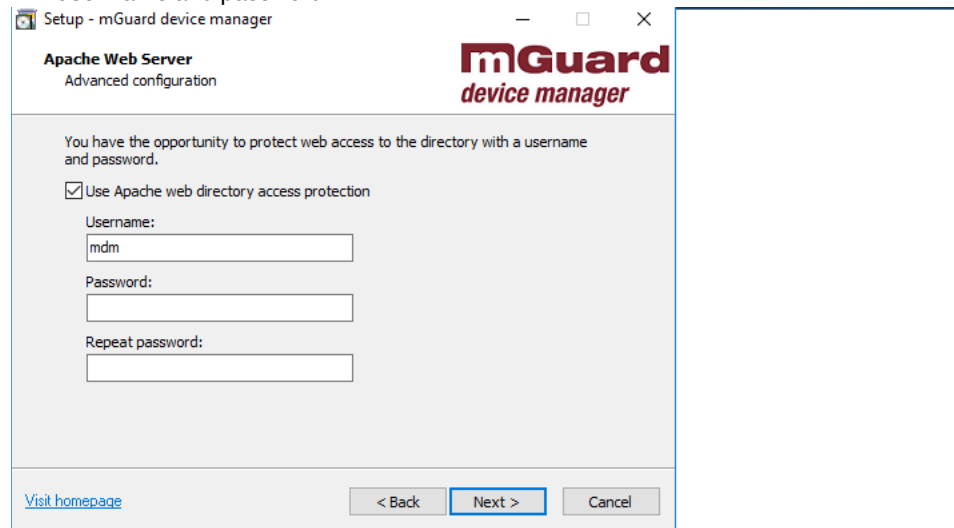 Setup - mGuard device manager
Apache Web Server
Advanced configuration
mGuard
device manager
You have the opportunity to protect web access to the directory with a username
and password.
Use Apache web directory access protection
Username:
mdm
Password:
Repeat password:
Visit homepage
< Back
Next >
Cancel